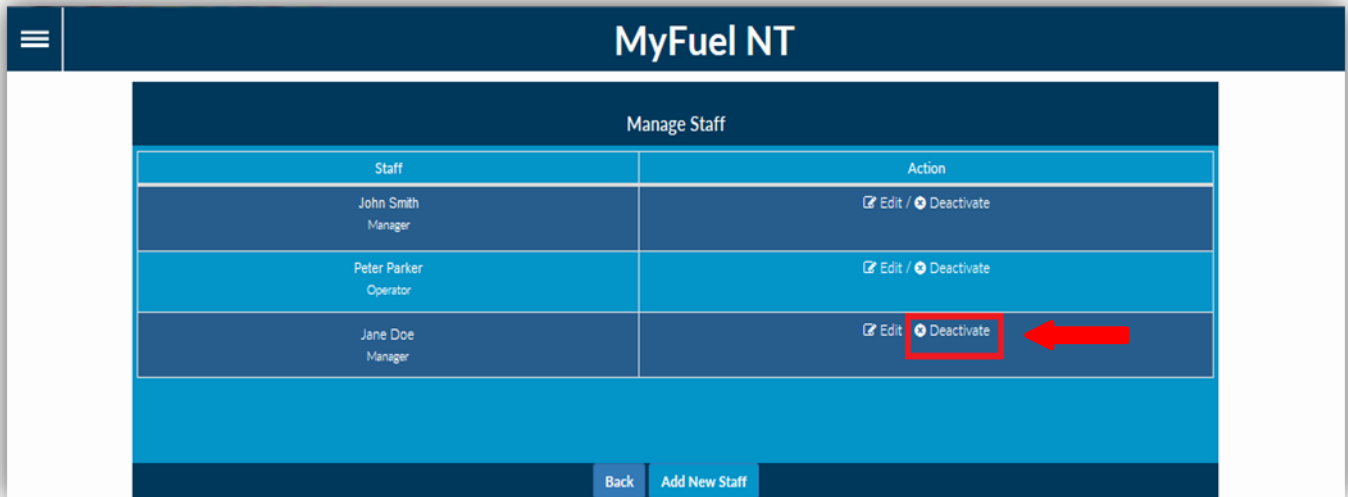 MyFuel NT
Manage Staff
Staff Action
John Smith Edit / Deactivate
Manager
Peter Parker Edit / Deactivate
Operator
Jane Doe Edit Deactivate
Manager
Back Add New Staff